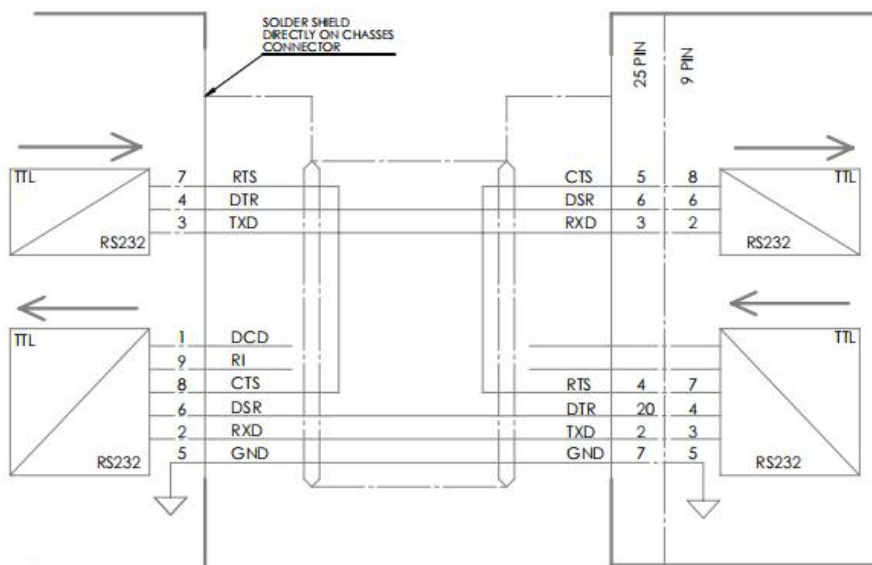 SOLDER SHIELD
DIRECTLY ON CHASSES
CONNECTOR
25 PIN
9 PIN
TTL
7 RTS CTS 5 8
TTL
4 DTR DSR 6 6
3 TXD RXD 3 2
RS232
RS232
TTL
1 DCD
TTL
9 RI
8 CTS RTS 4 7
6 DSR DTR 20 4
2 RXD TXD 2 3
RS232
5 GND GND 7 5
RS232